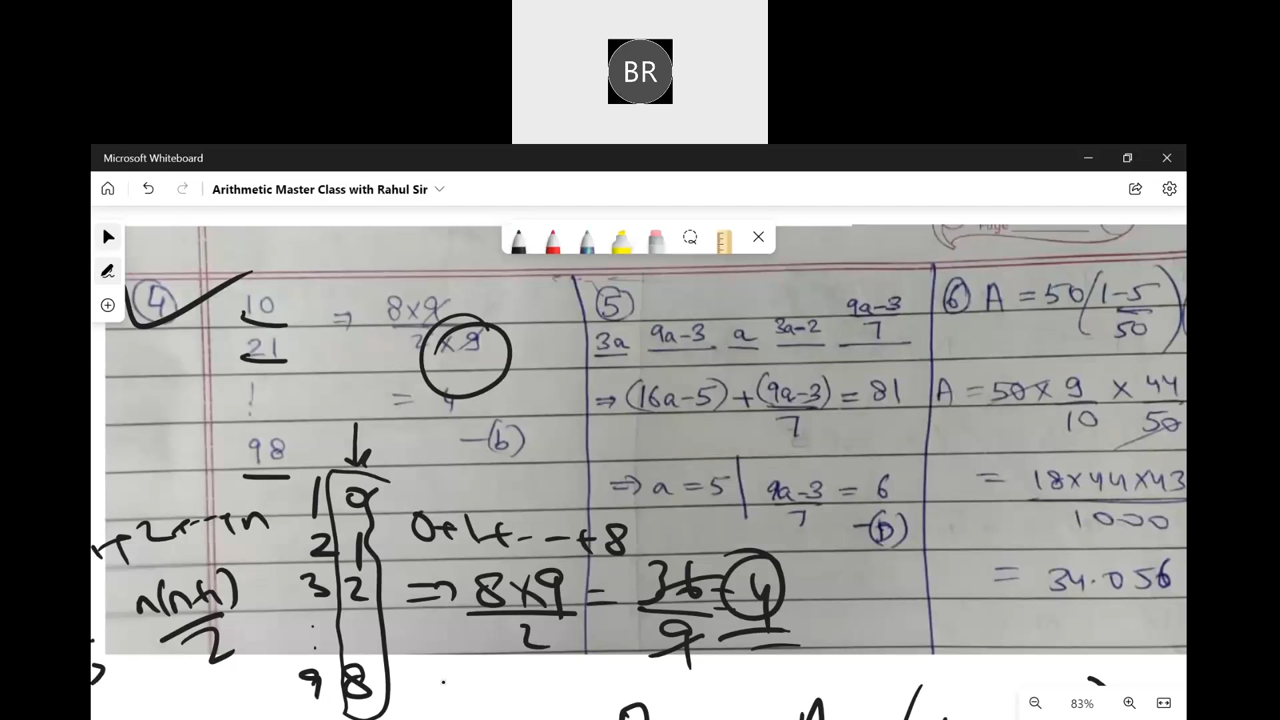 BR
Microsoft Whiteboard
Arithmetic Master Class with Rahul Sir
Page
④
10
21
!
98
⇒ 8×9
2 ×9
= 4
-(b)
⑤
3a 9a-3 a 3a-2 9a-3/7
⇒ (16a-5) + (9a-3)/7 = 81
⇒ a = 5 | 9a-3/7 = 6
-(b)
⑥ A = 50(1-5/50)(
A = 50 × 9/10 × 44/50
= 18×44×43
1000
= 34.056
2+--+n
n(n+1)
2
1 0
2 1
3 2
:
9 8
0+1+---+8
⇒ 8×9/2 = 36/9 = 4
83%